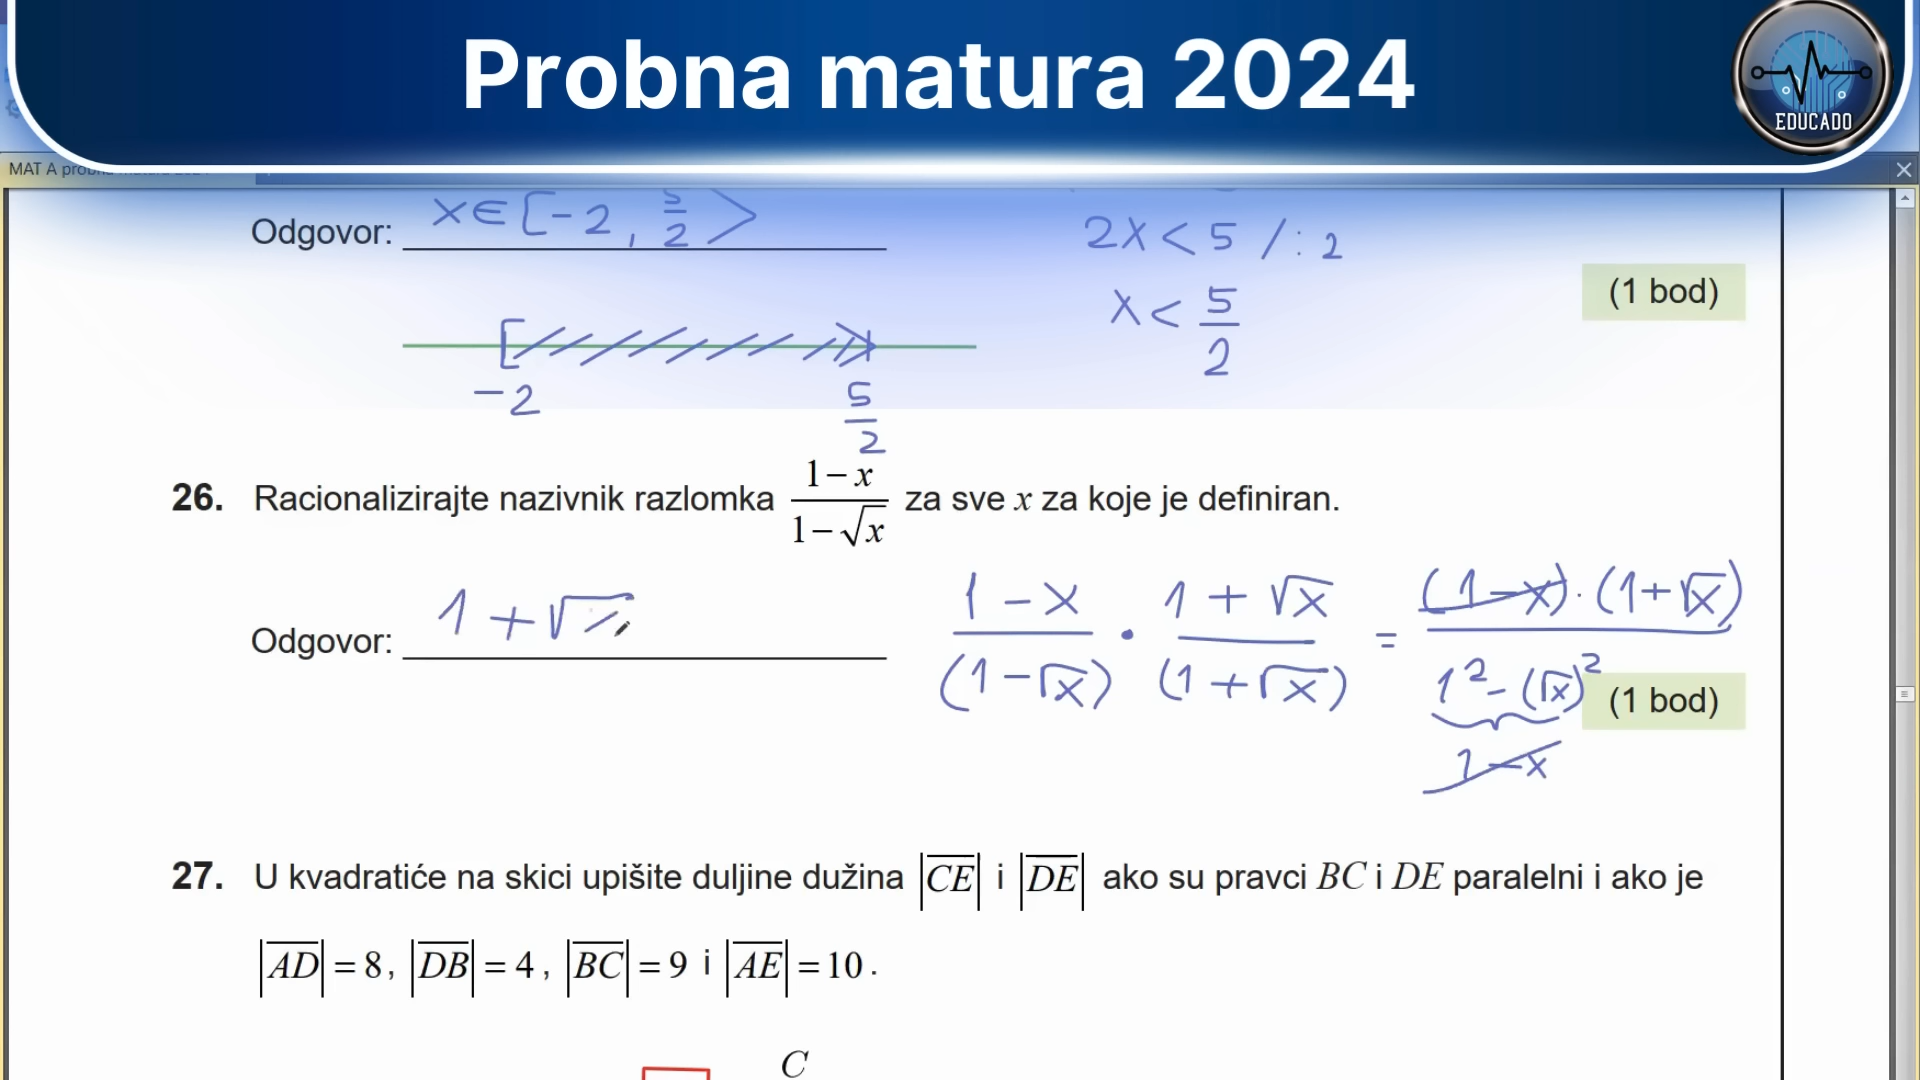 Probna matura 2024
EDUCADO
MAT A
Odgovor: x∈[-2, 5/2>
2x<5 /:2
x< 5/2
(1 bod)
-2
5/2
26. Racionalizirajte nazivnik razlomka (1-x)/(1-√x) za sve x za koje je definiran.
Odgovor: 1+√
(1-x)/(1-√x) · (1+√x)/(1+√x) = (1-x)·(1+√x)/(1²-(√x)²)
1-x
(1 bod)
27. U kvadratiće na skici upišite duljine dužina |CE| i |DE| ako su pravci BC i DE paralelni i ako je
|AD| = 8, |DB| = 4, |BC| = 9 i |AE| = 10.
C